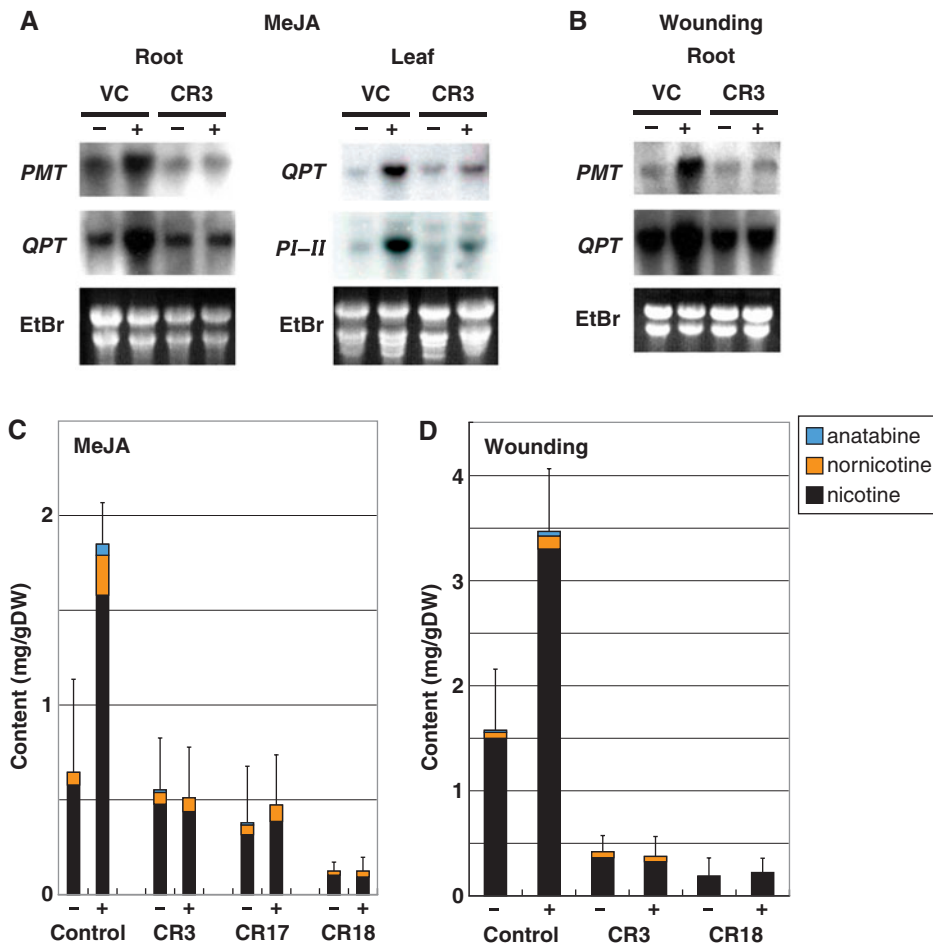 A
MeJA
Root
Leaf
VC CR3
VC CR3
− + − +
− + − +
PMT
QPT
EtBr
QPT
PI−II
EtBr
B
Wounding
Root
VC CR3
− + − +
PMT
QPT
EtBr
C
MeJA
Content (mg/gDW)
2
1
0
− + − + − + − +
Control CR3 CR17 CR18
D
Wounding
Content (mg/gDW)
4
3
2
1
0
− + − + − +
Control CR3 CR18
anatabine
nornicotine
nicotine